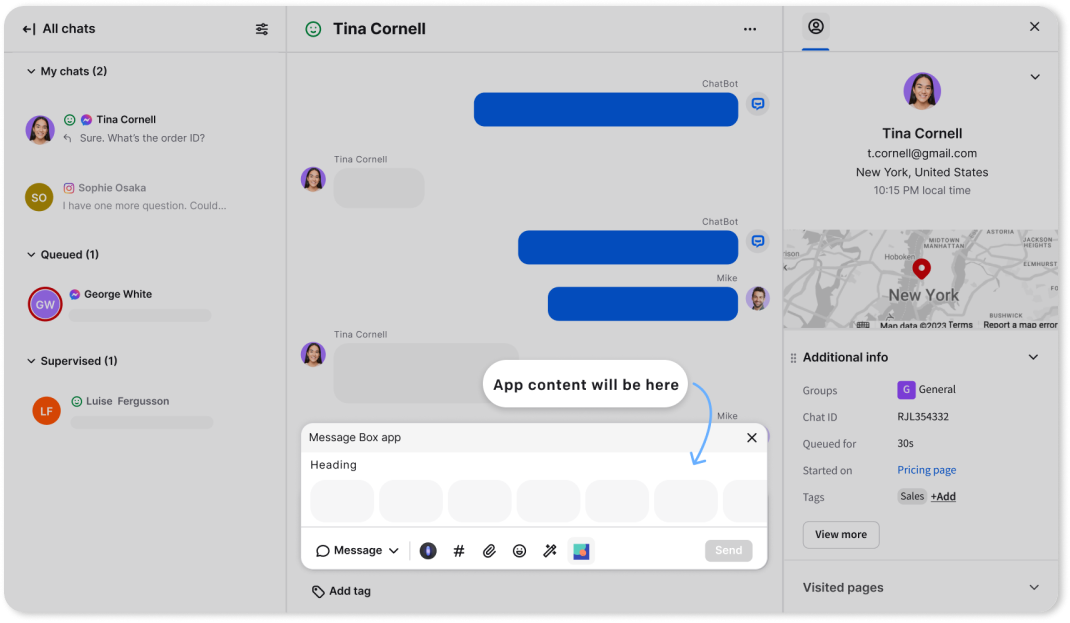 All chats
My chats (2)
Tina Cornell
Sure. What's the order ID?
SO
Sophie Osaka
I have one more question. Could...
Queued (1)
GW
George White
Supervised (1)
LF
Luise Fergusson
Tina Cornell
ChatBot
Tina Cornell
ChatBot
Mike
Tina Cornell
App content will be here
Mike
Message Box app
Heading
Message
#
Send
Add tag
Tina Cornell
t.cornell@gmail.com
New York, United States
10:15 PM local time
ASTORIA
MIDTOWN
MANHATTAN
JACKSON
HEIGHTS
Hoboken
ELMHURST
New York
BUSHWICK
Map data ©2023 Terms
Report a map error
Additional info
Groups
G General
Chat ID
RJL354332
Queued for
30s
Started on
Pricing page
Tags
Sales +Add
View more
Visited pages